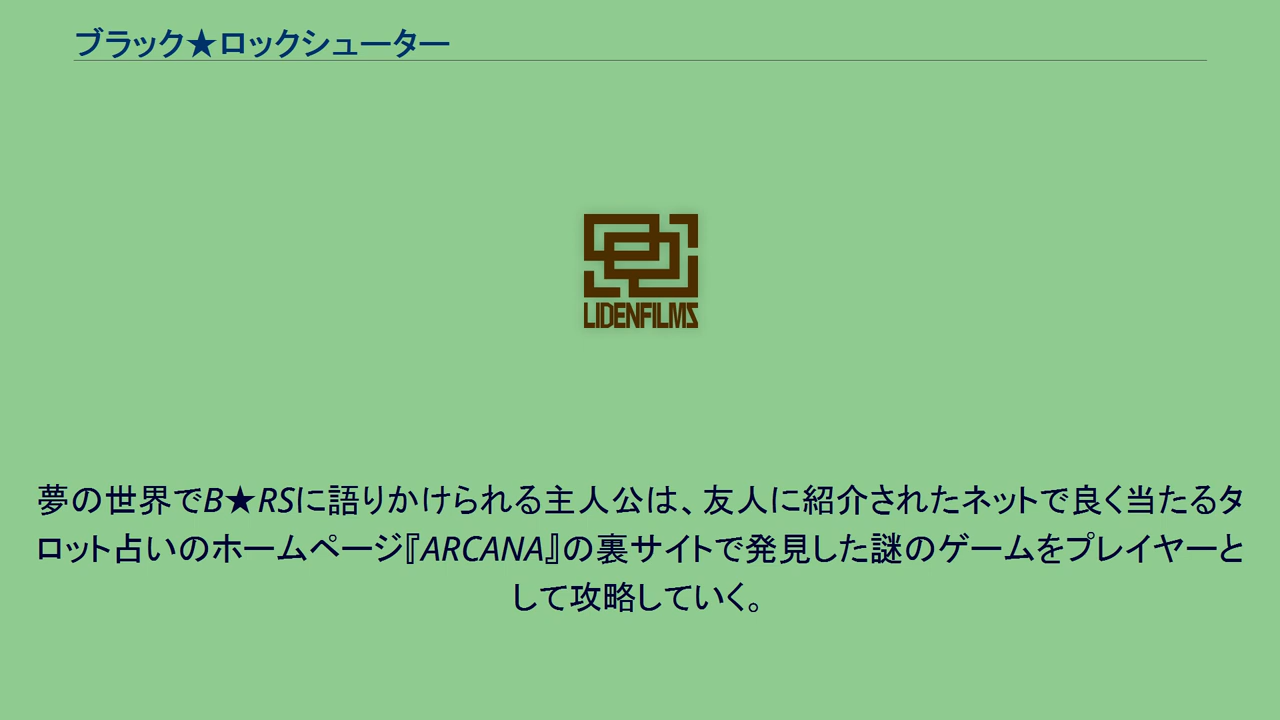 ブラック★ロックシューター
LIDENFILMS
夢の世界でB★RSに語りかけられる主人公は、友人に紹介されたネットで良く当たるタ
ロット占いのホームページ『ARCANA』の裏サイトで発見した謎のゲームをプレイヤーと
して攻略していく。